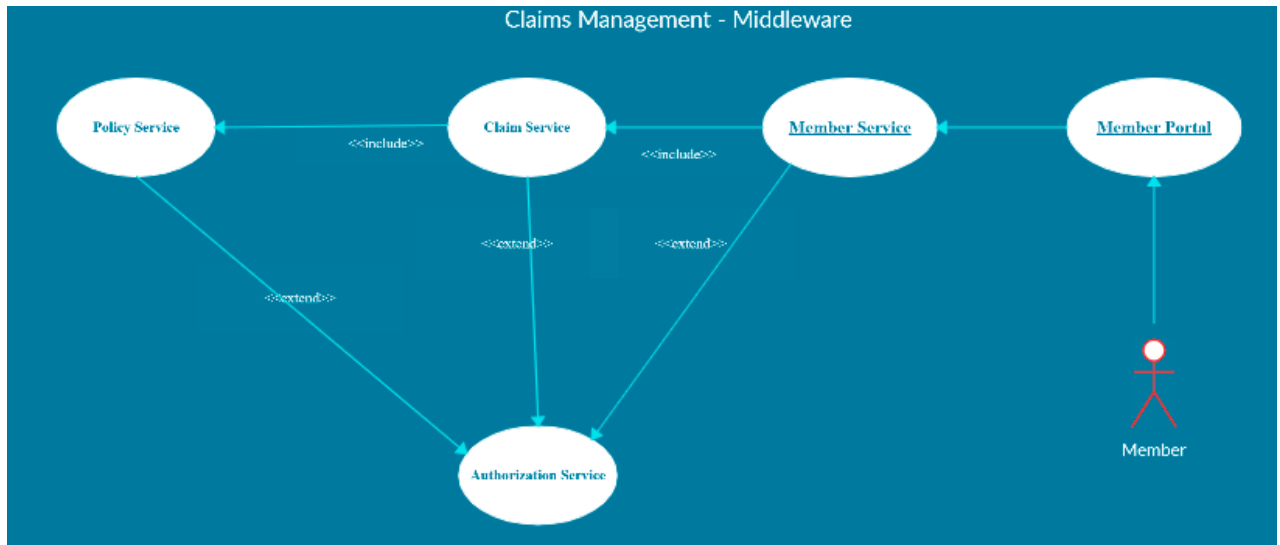 Claims Management - Middleware
Policy Service
Claim Service
Member Service
Member Portal
<<include>>
<<include>>
<<extend>>
<<extend>>
<<extend>>
Member
Authorization Service